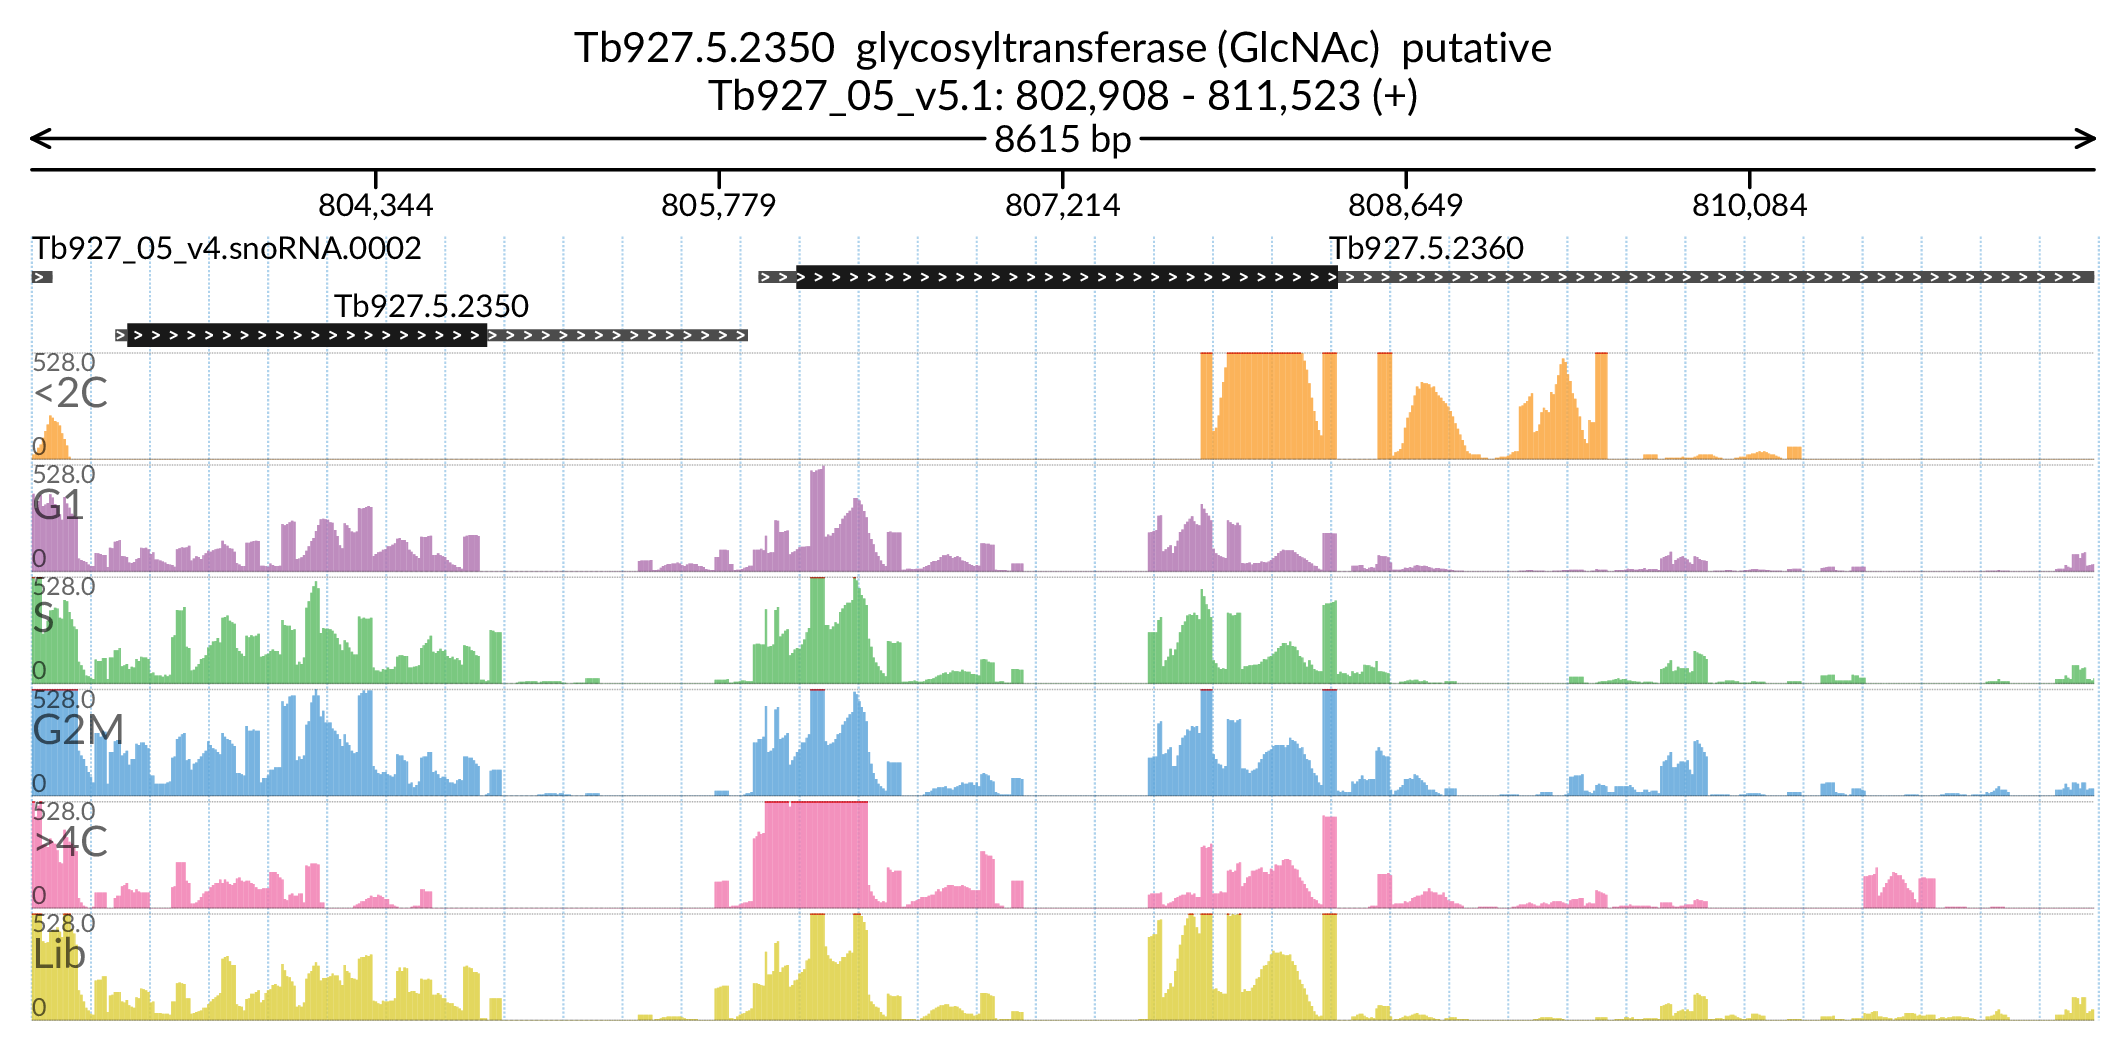 Tb927.5.2350 glycosyltransferase (GlcNAc) putative
Tb927_05_v5.1: 802,908 - 811,523 (+)
8615 bp
804,344 805,779 807,214 808,649 810,084
Tb927_05_v4.snoRNA.0002 Tb927.5.2360
Tb927.5.2350
528.0
<2C
0
528.0
G1
0
528.0
S
0
528.0
G2M
0
528.0
>4C
0
528.0
Lib
0